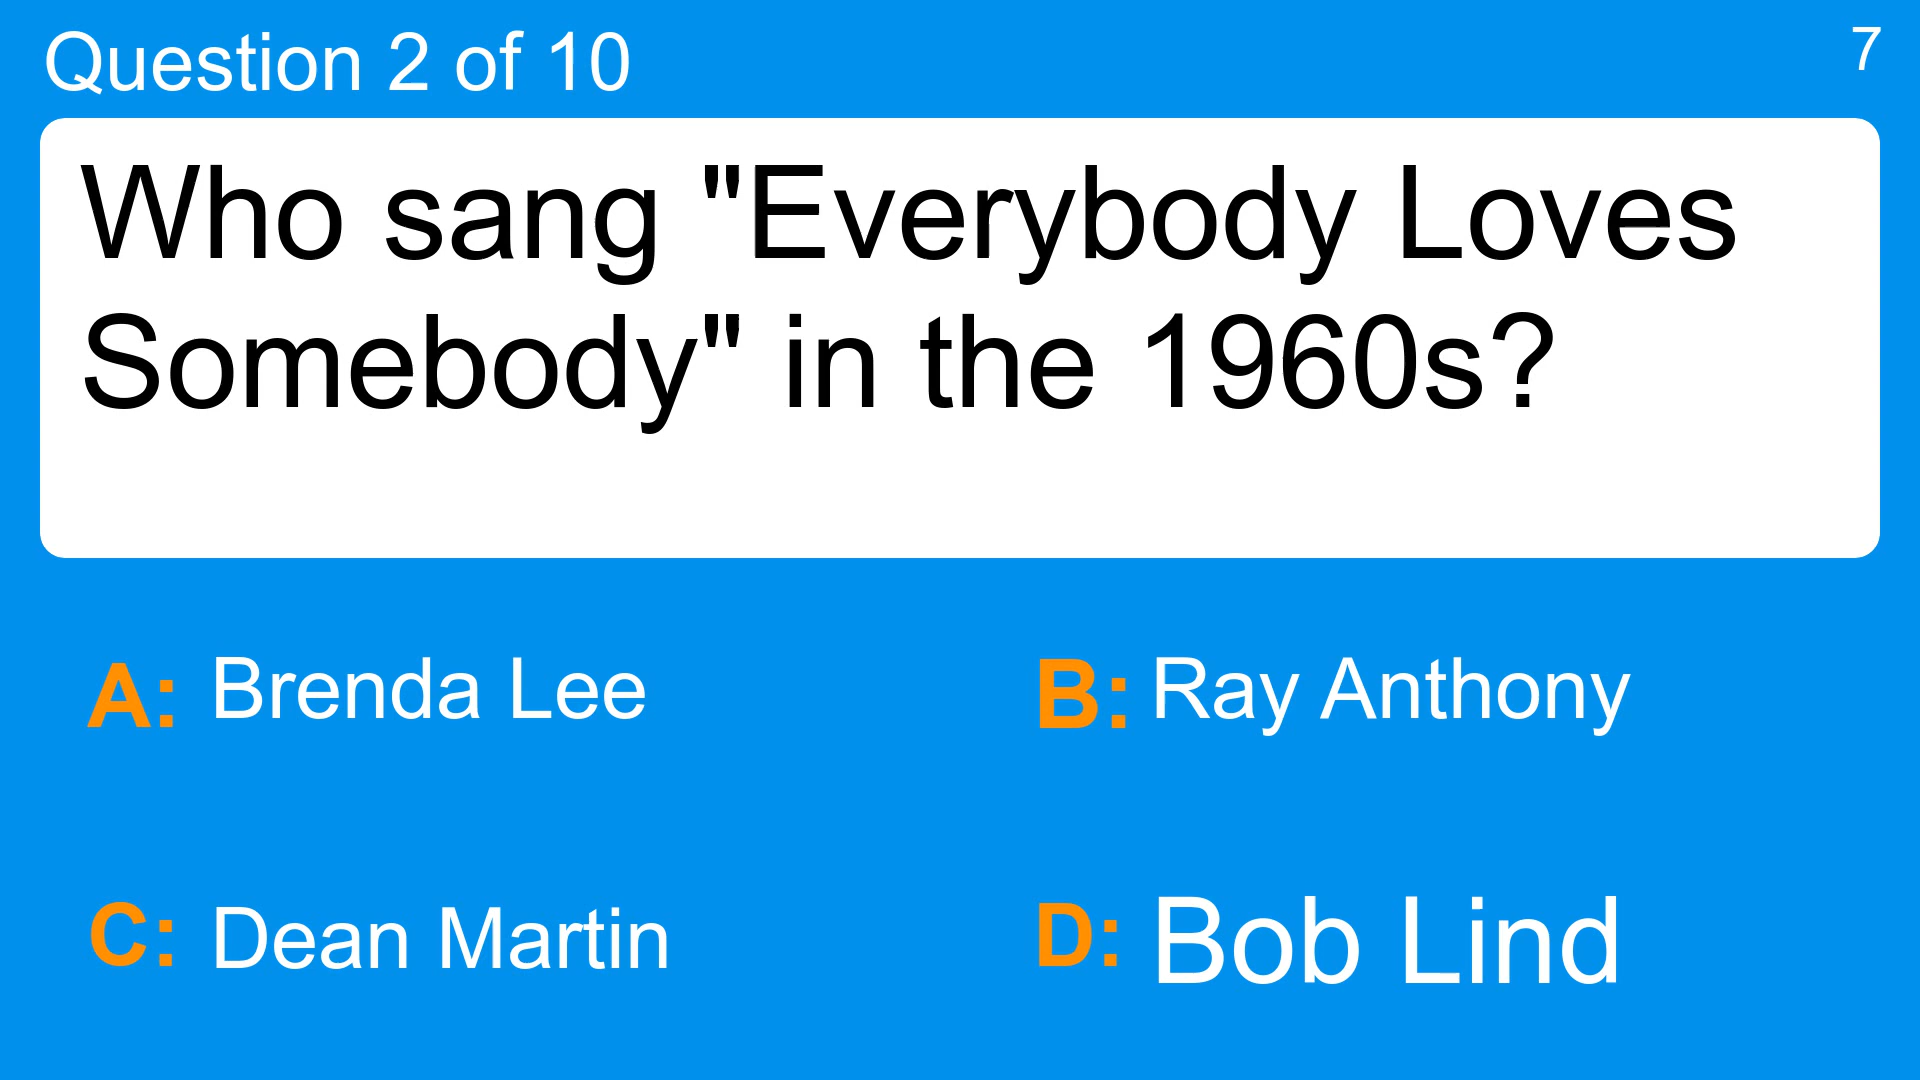 Question 2 of 10
7
Who sang "Everybody Loves
Somebody" in the 1960s?
A: Brenda Lee
B: Ray Anthony
C: Dean Martin
D: Bob Lind